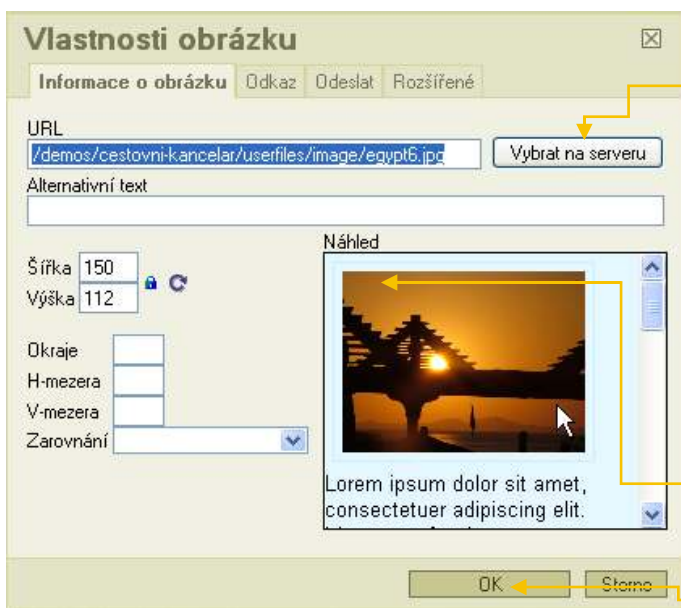 Vlastnosti obrázku
Informace o obrázku Odkaz Odeslat Rozšířené
URL
/demos/cestovni-kancelar/userfiles/image/egypt6.jpg Vybrat na serveru
Alternativní text
Náhled
Šířka 150
Výška 112
Okraje
H-mezera
V-mezera
Zarovnání
Lorem ipsum dolor sit amet,
consectetuer adipiscing elit.
OK Storno